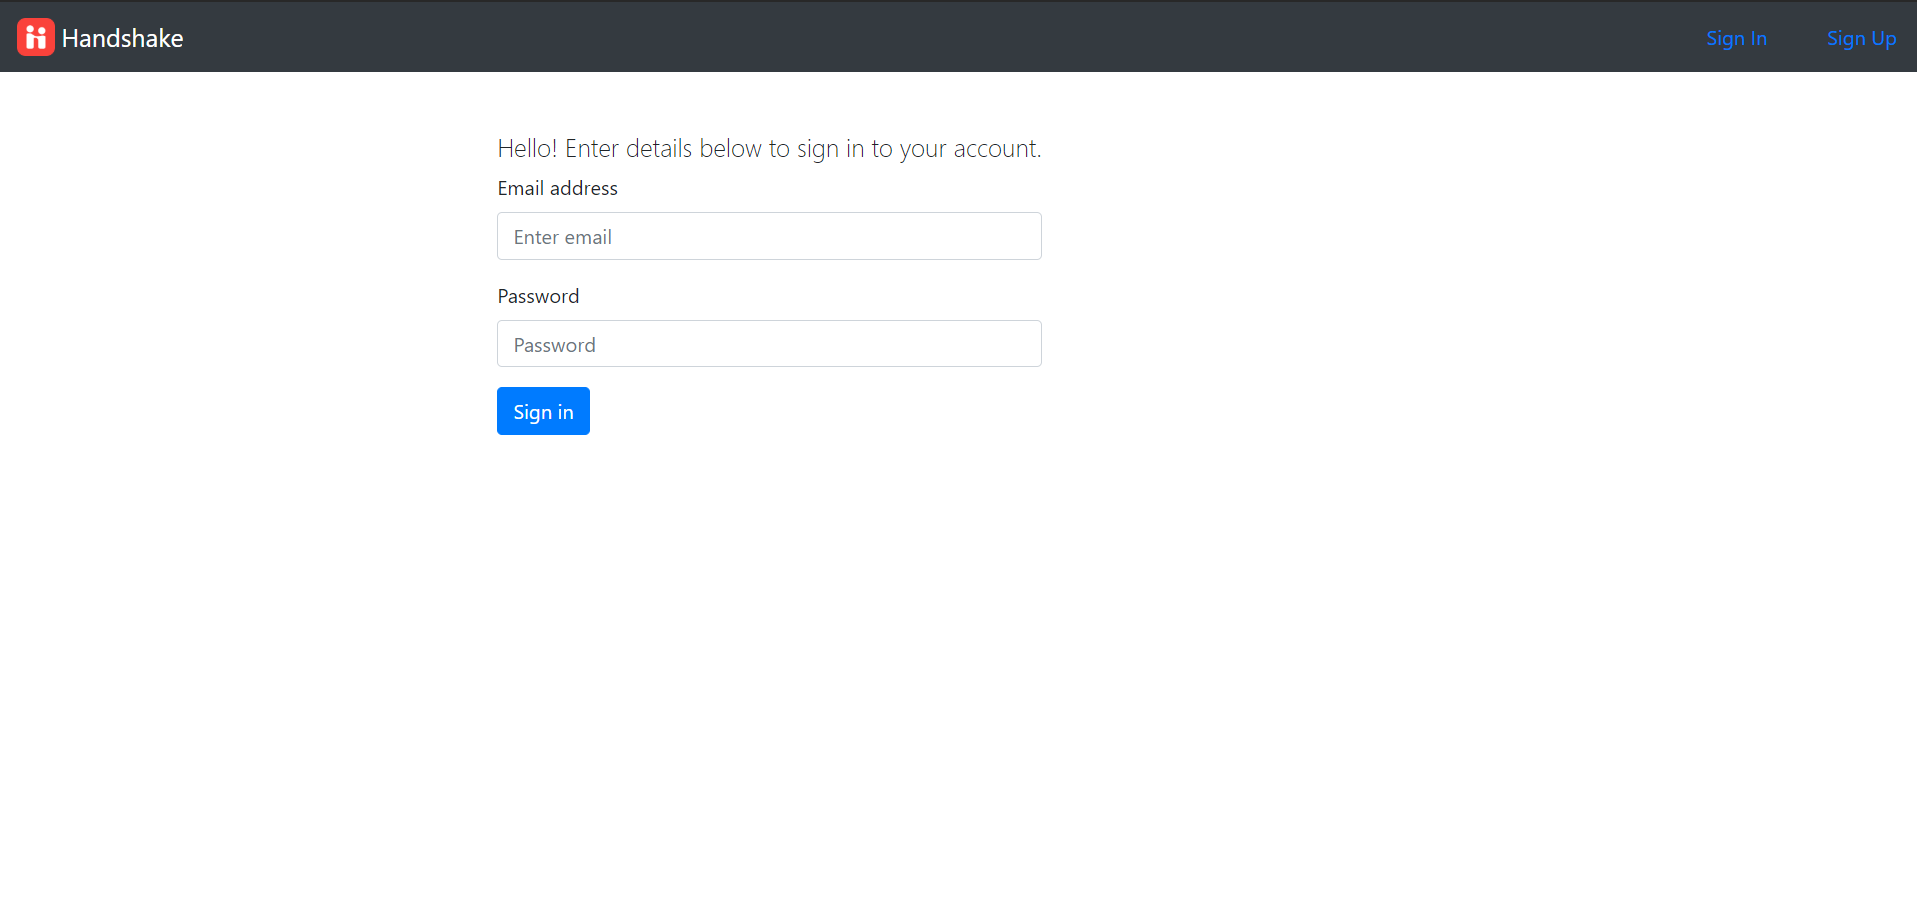 Handshake
Sign In
Sign Up
Hello! Enter details below to sign in to your account.
Email address
Enter email
Password
Password
Sign in